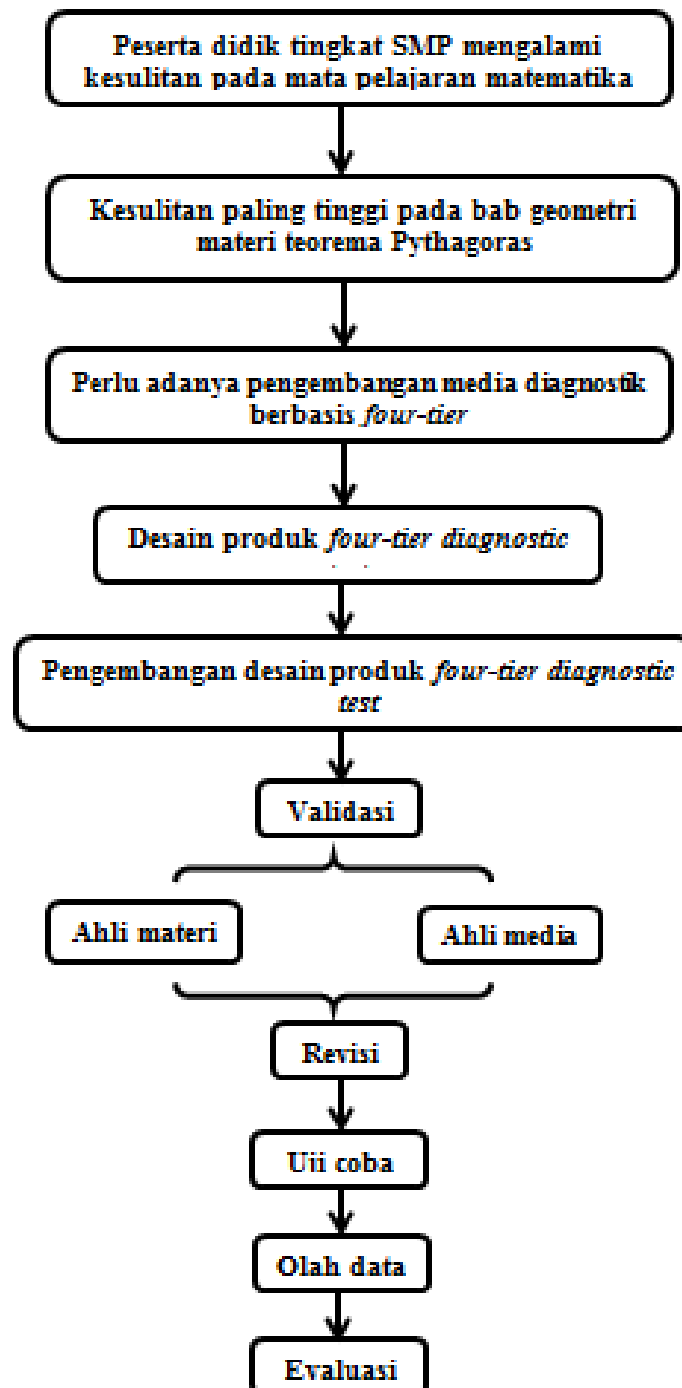 Peserta didik tingkat SMP mengalami
kesulitan pada mata pelajaran matematika
Kesulitan paling tinggi pada bab geometri
materi teorema Pythagoras
Perlu adanya pengembangan media diagnostik
berbasis four-tier
Desain produk four-tier diagnostic
Pengembangan desain produk four-tier diagnostic
test
Validasi
Ahli materi
Ahli media
Revisi
Uji coba
Olah data
Evaluasi